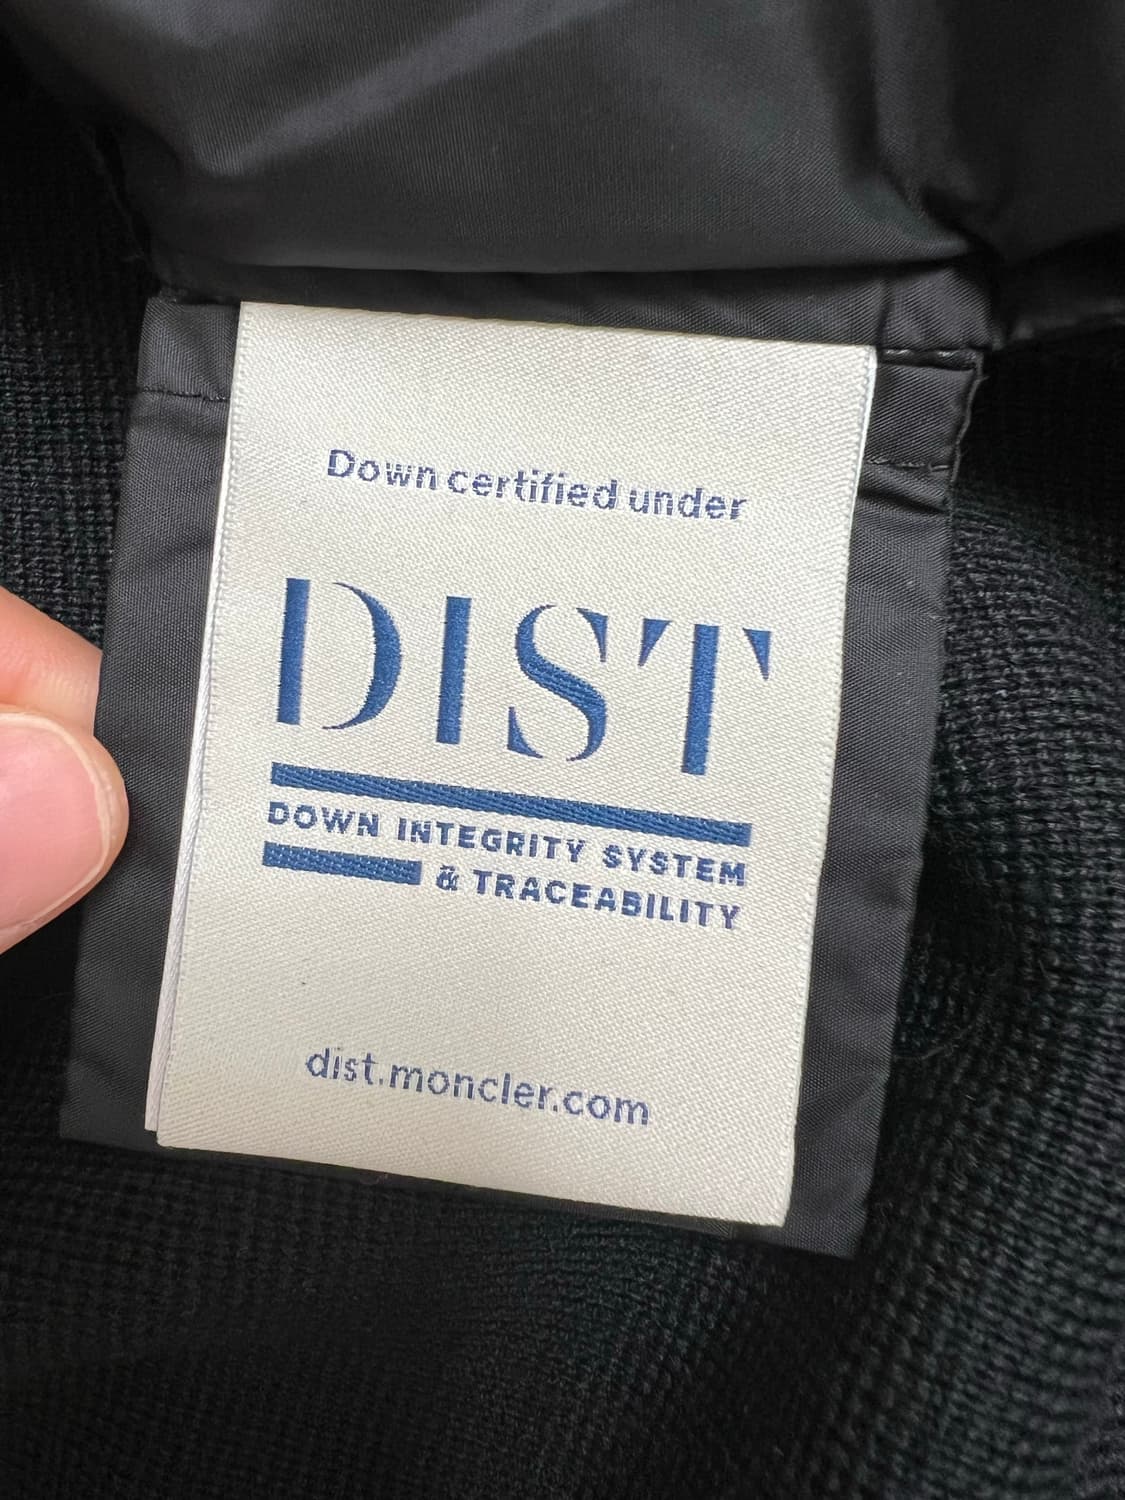 Down certified under
DIST
DOWN INTEGRITY SYSTEM
& TRACEABILITY
dist.moncler.com